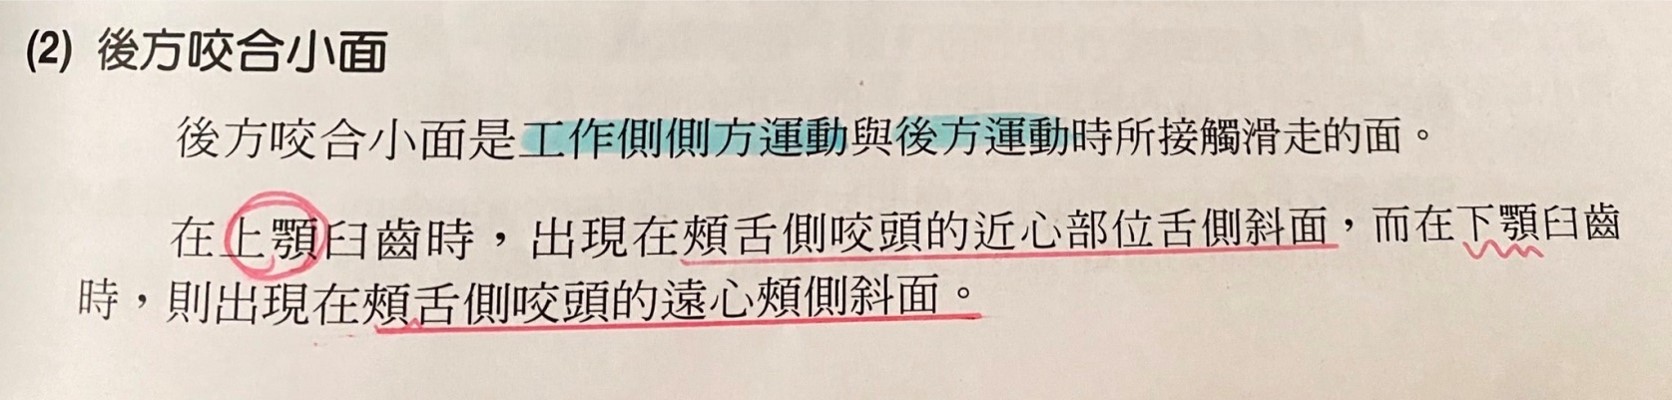 (2) 後方咬合小面
後方咬合小面是工作側側方運動與後方運動時所接觸滑走的面。
在上顎臼齒時，出現在頰舌側咬頭的近心部位舌側斜面，而在下顎臼齒
時，則出現在頰舌側咬頭的遠心頰側斜面。